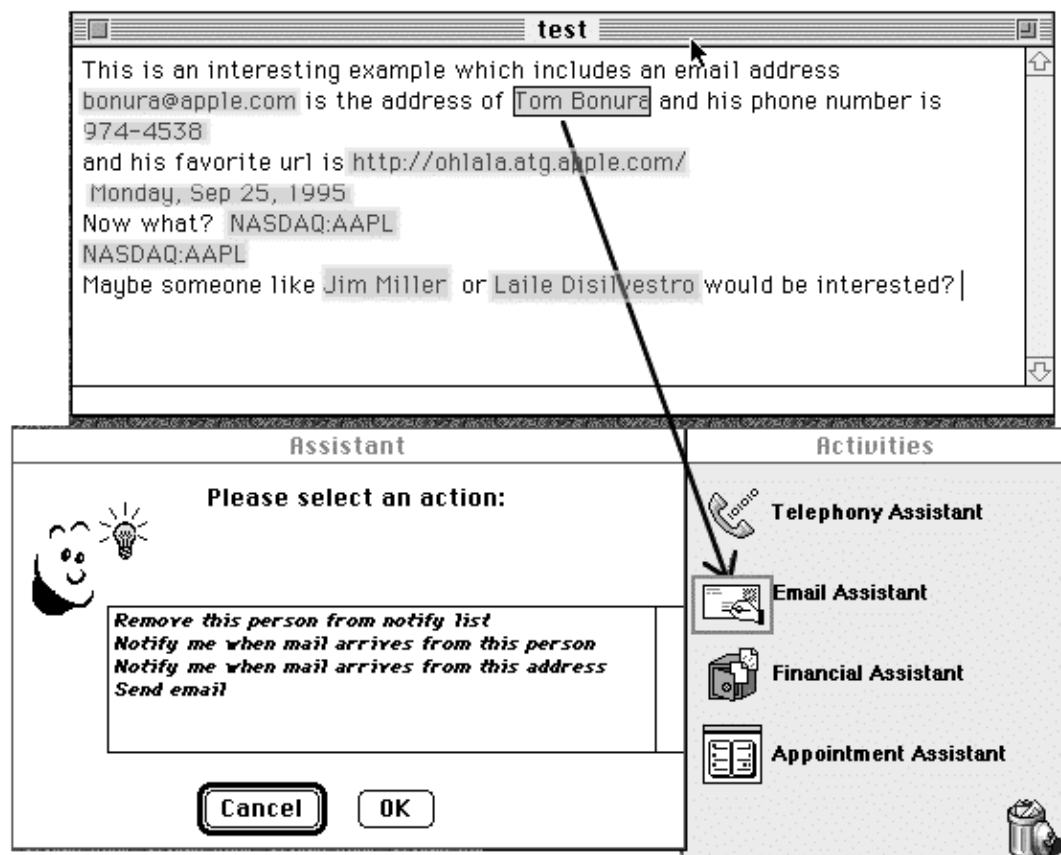 test
This is an interesting example which includes an email address
bonura@apple.com is the address of Tom Bonura and his phone number is
974-4538
and his favorite url is http://ohlala.atg.apple.com/
Monday, Sep 25, 1995
Now what? NASDAQ:AAPL
NASDAQ:AAPL
Maybe someone like Jim Miller or Laile Disilvestro would be interested?
Assistant
Please select an action:
Remove this person from notify list
Notify me when mail arrives from this person
Notify me when mail arrives from this address
Send email
Cancel
OK
Activities
Telephony Assistant
Email Assistant
Financial Assistant
Appointment Assistant